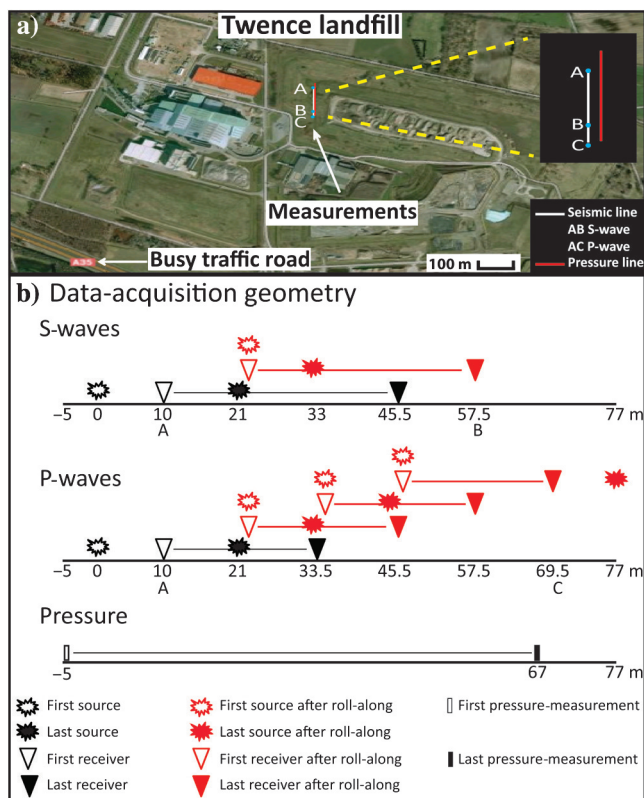 a)
Twence landfill
A
B
C
Measurements
A
B
C
Seismic line
AB S-wave
AC P-wave
Pressure line
A35
Busy traffic road
100 m
b) Data-acquisition geometry
S-waves
–5 0 10 21 33 45.5 57.5 77 m
A B
P-waves
–5 0 10 21 33.5 45.5 57.5 69.5 77 m
A C
Pressure
–5 67 77 m
First source
First source after roll-along
First pressure-measurement
Last source
Last source after roll-along
First receiver
First receiver after roll-along
Last pressure-measurement
Last receiver
Last receiver after roll-along